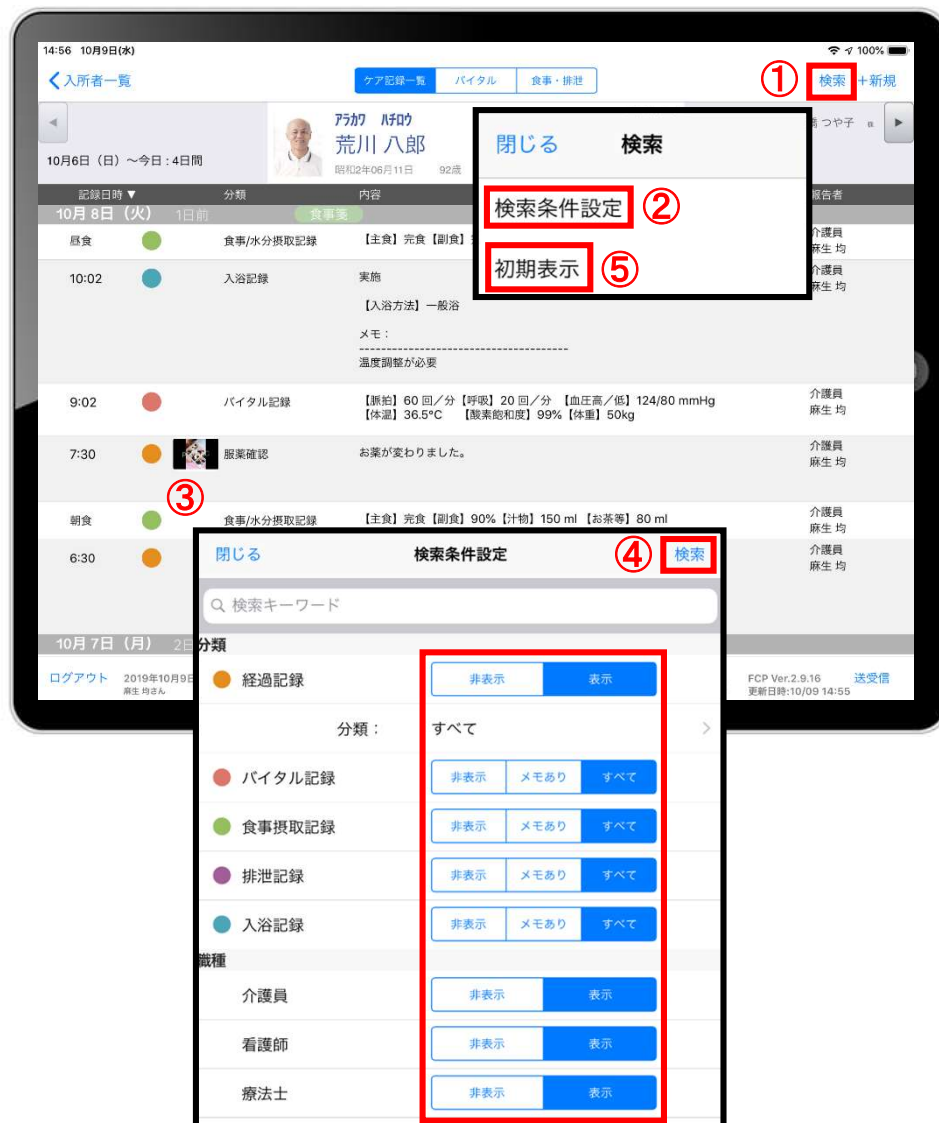 14:56 10月9日(水)
100%
入所者一覧
ケア記録一覧 バイタル 食事・排泄
① 検索 +新規
アラカワ ハチロウ
荒川 八郎
昭和2年06月11日 92歳
つや子
10月6日（日）～今日：4日間
閉じる 検索
検索条件設定 ②
初期表示 ⑤
記録日時 ▼ 分類 内容 報告者
10月 8日（火） 1日前 食事箋
昼食 食事/水分摂取記録 【主食】完食【副食】 介護員
麻生 均
10:02 入浴記録 実施 介護員
麻生 均
【入浴方法】一般浴
メモ：
--------------------------------------
温度調整が必要
9:02 バイタル記録 【脈拍】60 回／分【呼吸】20 回／分 【血圧高／低】124/80 mmHg 介護員
【体温】36.5°C 【酸素飽和度】99%【体重】50kg 麻生 均
7:30 服薬確認 お薬が変わりました。 介護員
麻生 均
③
朝食 食事/水分摂取記録 【主食】完食【副食】90%【汁物】150 ml【お茶等】80 ml 介護員
麻生 均
6:30 介護員
麻生 均
10月 7日（月） 2日
ログアウト 2019年10月9日
麻生 均さん
FCP Ver.2.9.16 送受信
更新日時:10/09 14:55
閉じる 検索条件設定 ④ 検索
検索キーワード
分類
経過記録 非表示 表示
分類： すべて
バイタル記録 非表示 メモあり すべて
食事摂取記録 非表示 メモあり すべて
排泄記録 非表示 メモあり すべて
入浴記録 非表示 メモあり すべて
職種
介護員 非表示 表示
看護師 非表示 表示
療法士 非表示 表示